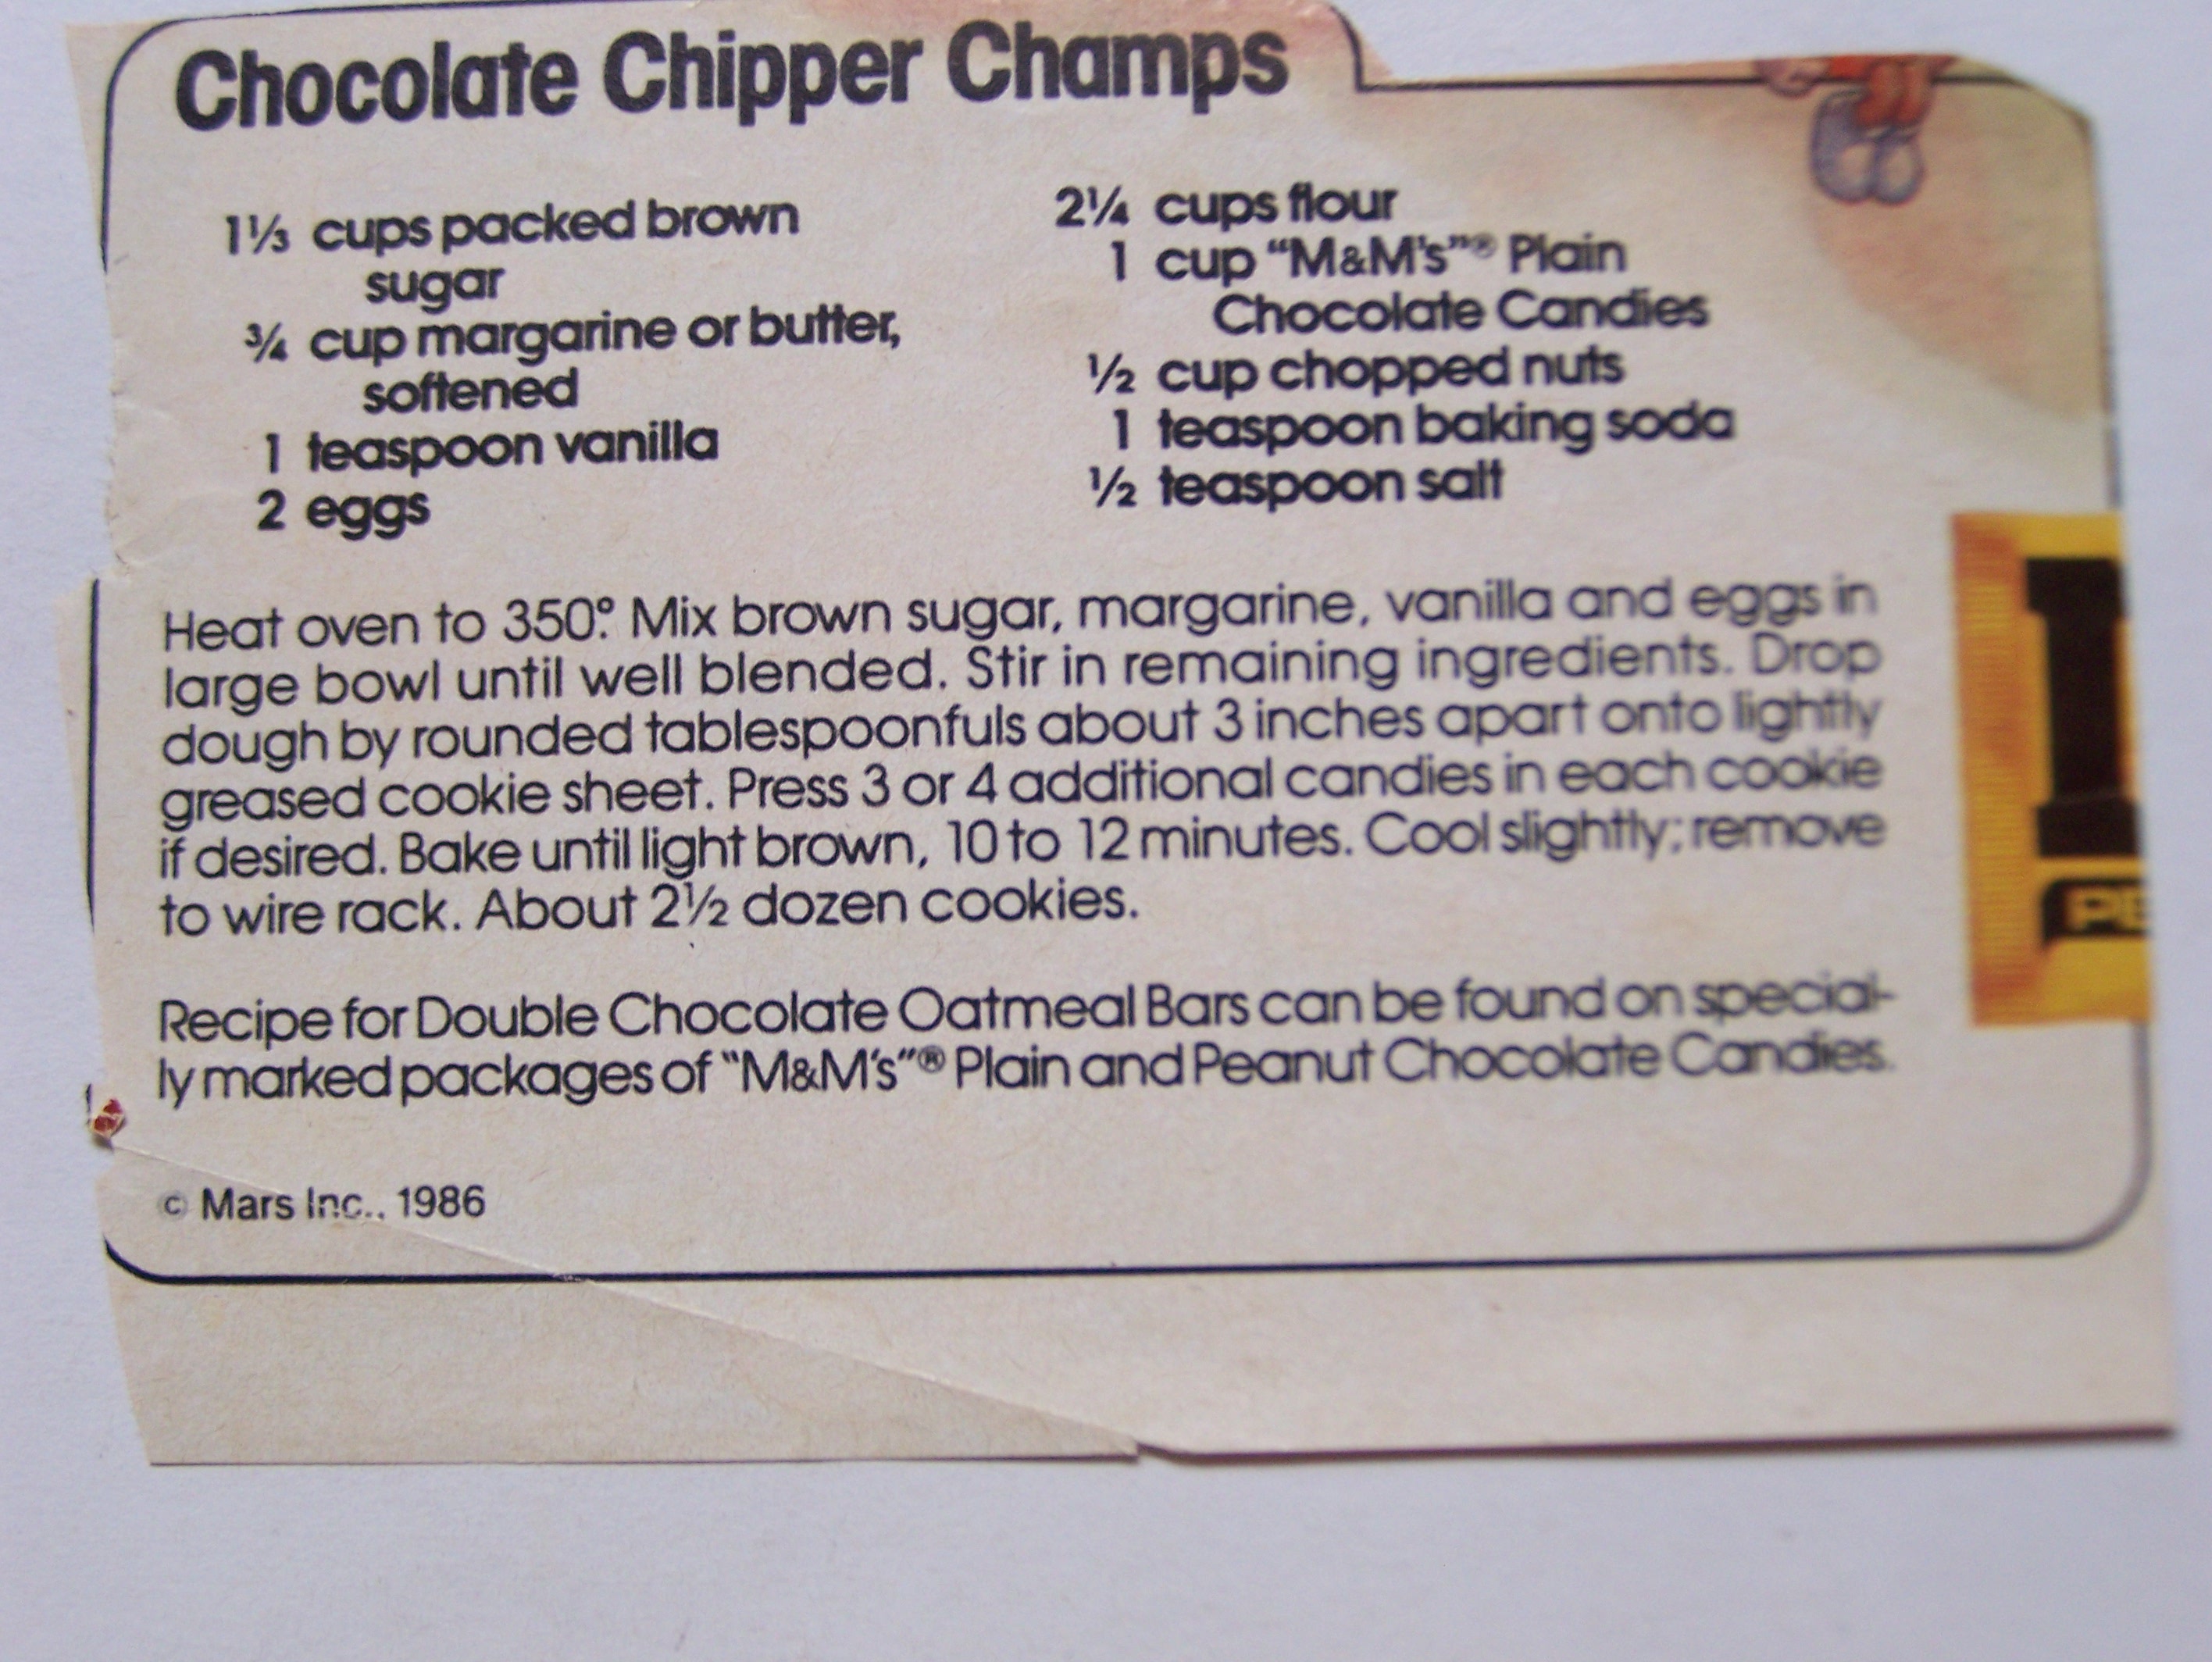 Chocolate Chipper Champs
1⅓ cups packed brown
sugar
¾ cup margarine or butter,
softened
1 teaspoon vanilla
2 eggs
2¼ cups flour
1 cup “M&M's”® Plain
Chocolate Candies
½ cup chopped nuts
1 teaspoon baking soda
½ teaspoon salt
Heat oven to 350°. Mix brown sugar, margarine, vanilla and eggs in
large bowl until well blended. Stir in remaining ingredients. Drop
dough by rounded tablespoonfuls about 3 inches apart onto lightly
greased cookie sheet. Press 3 or 4 additional candies in each cookie
if desired. Bake until light brown, 10 to 12 minutes. Cool slightly; remove
to wire rack. About 2½ dozen cookies.
Recipe for Double Chocolate Oatmeal Bars can be found on special-
ly marked packages of "M&M's"® Plain and Peanut Chocolate Candies.
© Mars Inc., 1986